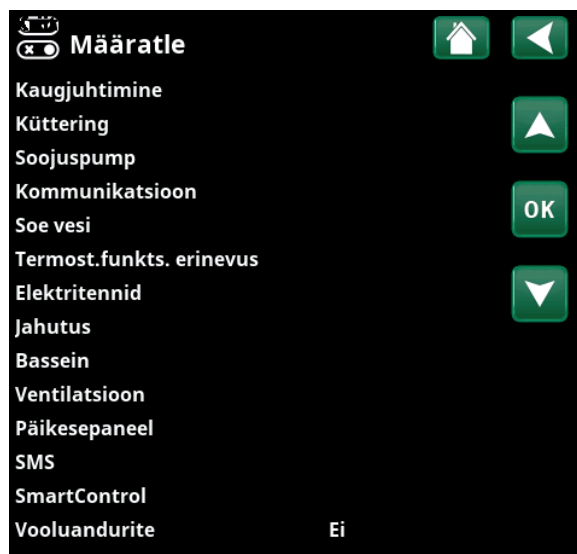 Määratle
Kaugjuhtimine
Küttering
Soojuspump
Kommunikatsioon
OK
Soe vesi
Termost.funkts. erinevus
Elektritennid
Jahutus
Bassein
Ventilatsioon
Päikesepaneel
SMS
SmartControl
Vooluandurite Ei